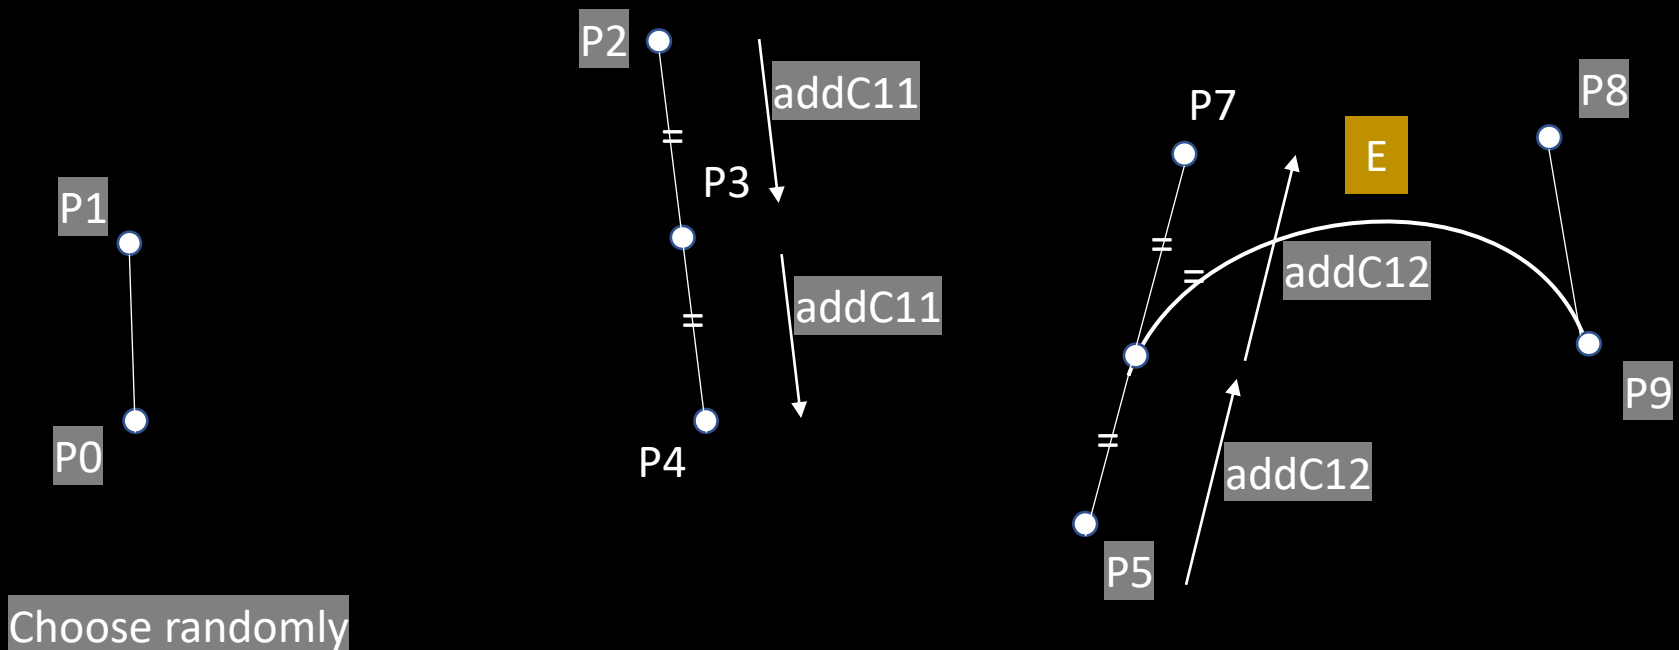 P2
addC11
P8
P7
E
P3
P1
addC12
addC11
P9
P0
P4
addC12
P5
Choose randomly